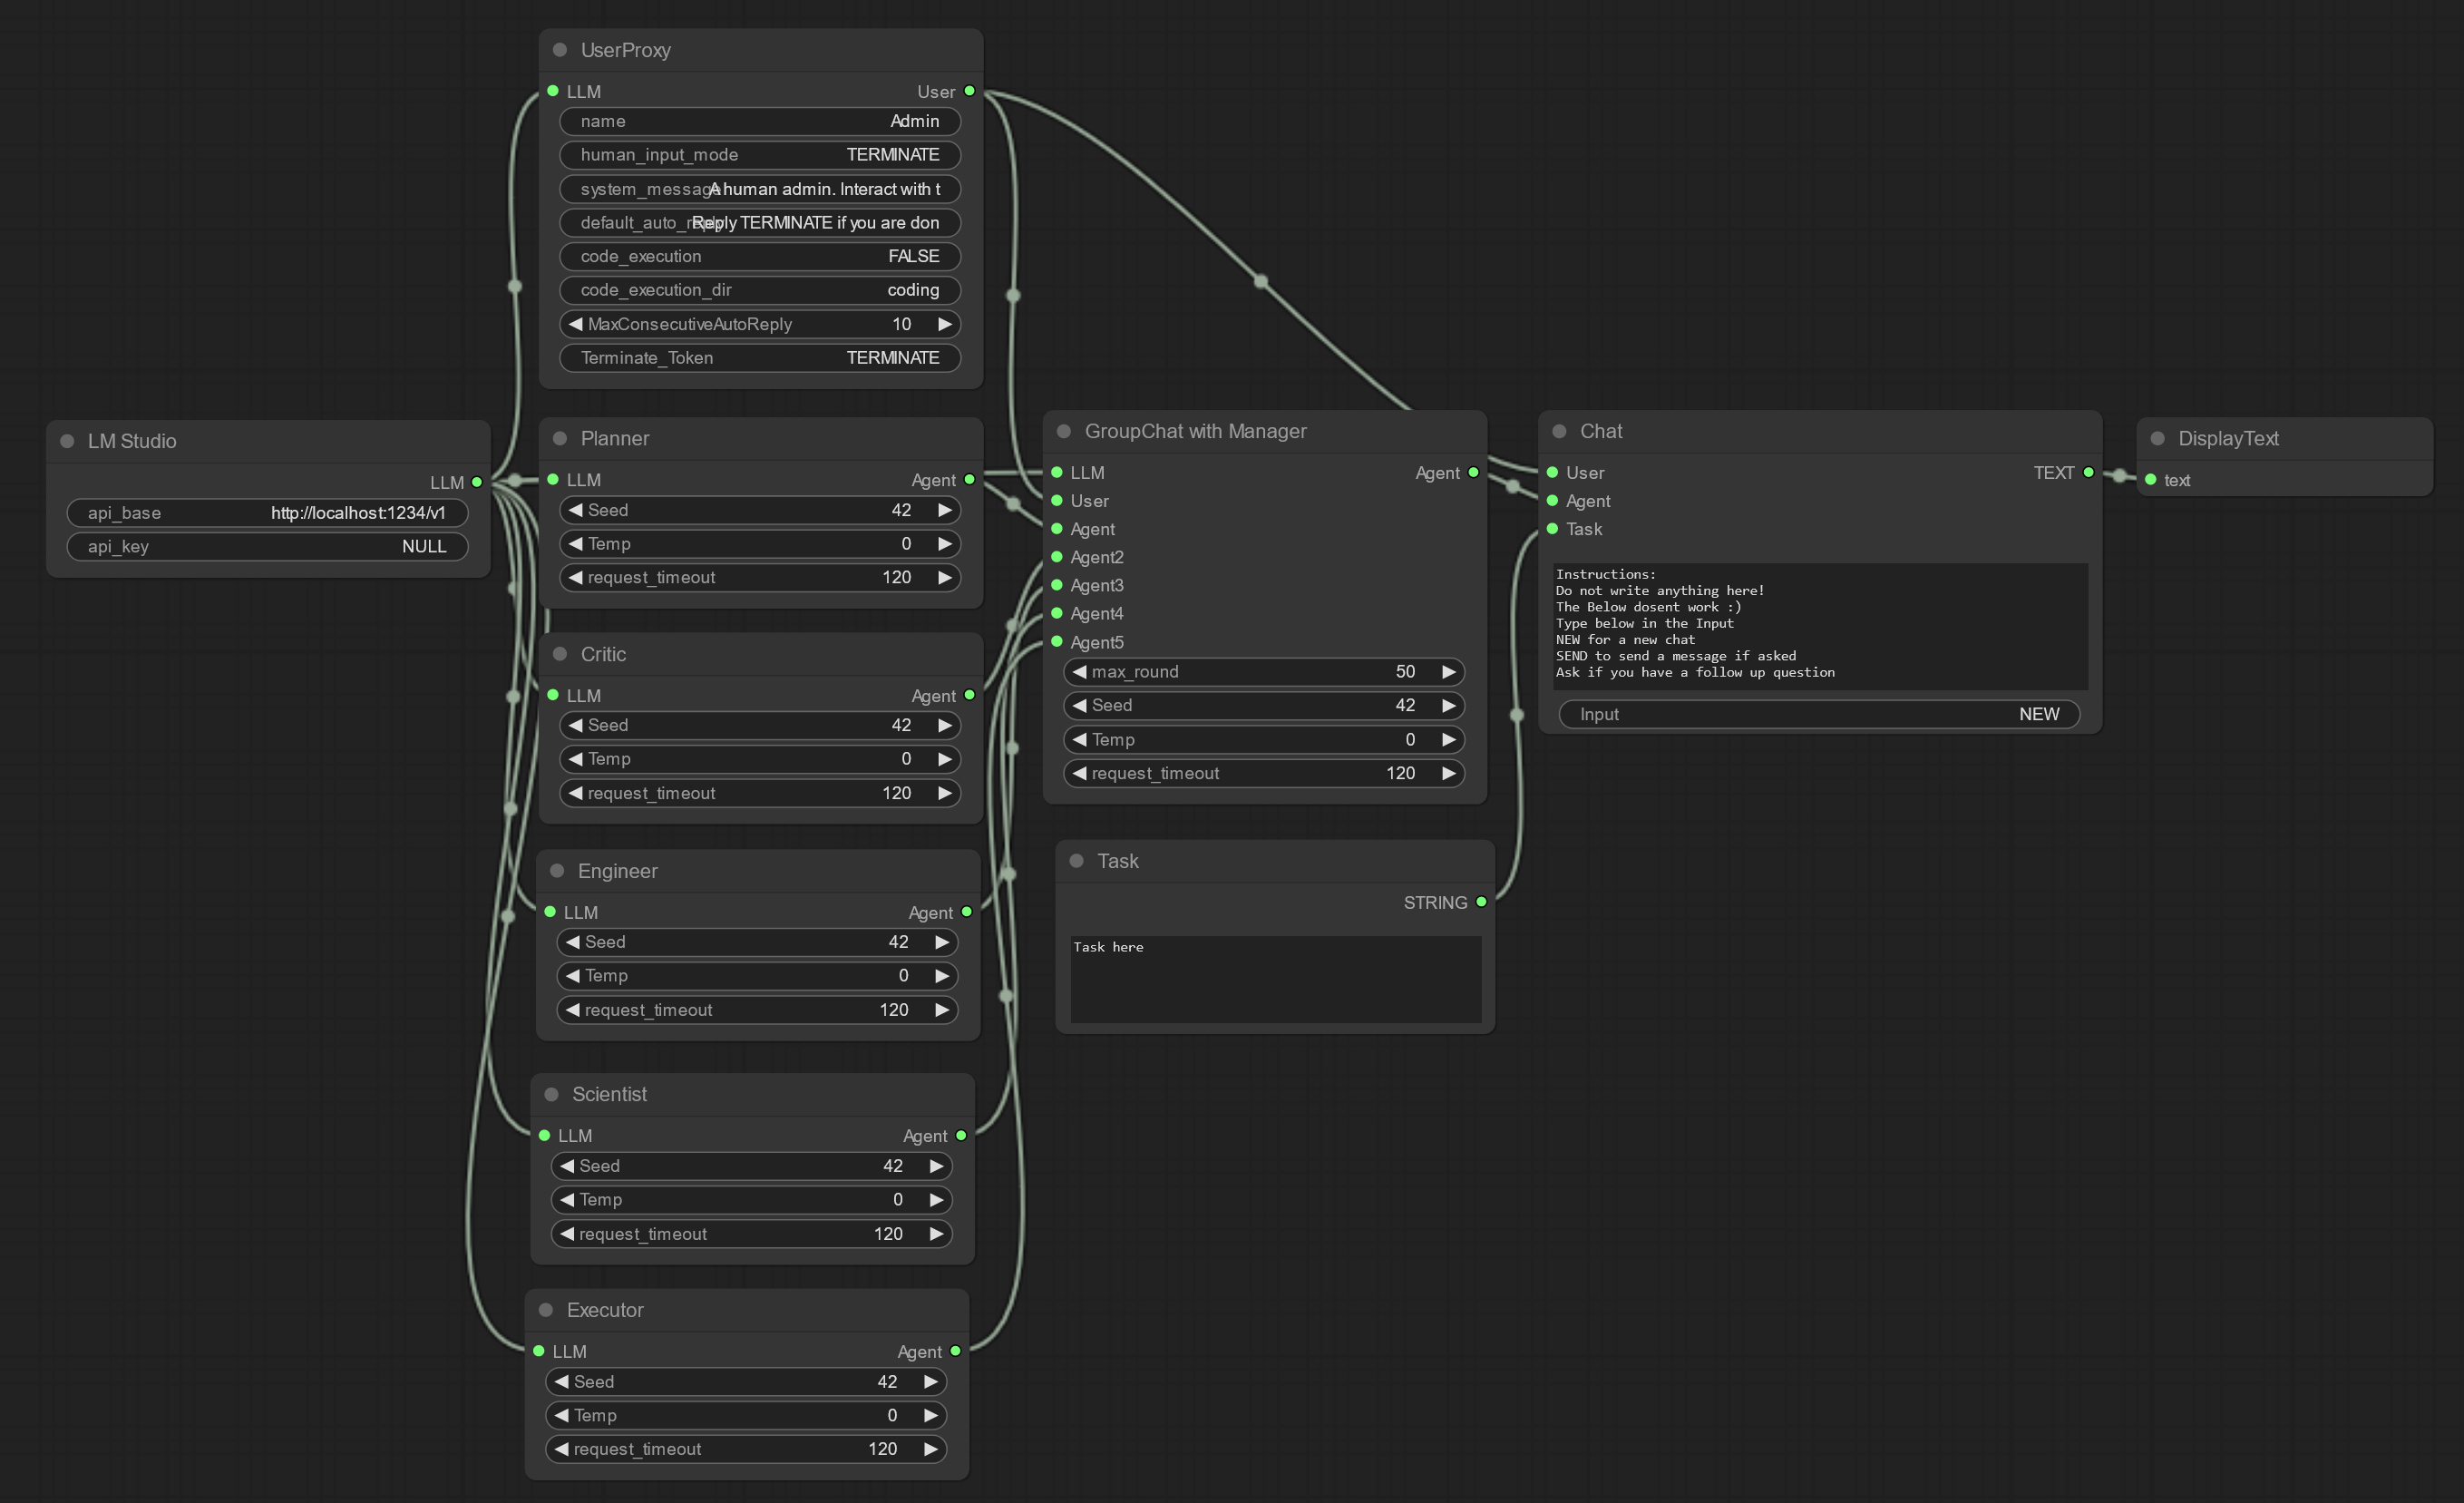 UserProxy
LLM User
name Admin
human_input_mode TERMINATE
system_message A human admin. Interact with t
default_auto_reply Reply TERMINATE if you are don
code_execution FALSE
code_execution_dir coding
MaxConsecutiveAutoReply 10
Terminate_Token TERMINATE
LM Studio
LLM
api_base http://localhost:1234/v1
api_key NULL
Planner
LLM Agent
Seed 42
Temp 0
request_timeout 120
Critic
LLM Agent
Seed 42
Temp 0
request_timeout 120
Engineer
LLM Agent
Seed 42
Temp 0
request_timeout 120
Scientist
LLM Agent
Seed 42
Temp 0
request_timeout 120
Executor
LLM Agent
Seed 42
Temp 0
request_timeout 120
GroupChat with Manager
LLM Agent
User
Agent
Agent2
Agent3
Agent4
Agent5
max_round 50
Seed 42
Temp 0
request_timeout 120
Task
STRING
Task here
Chat
User TEXT
Agent
Task
Instructions:
Do not write anything here!
The Below dosent work :)
Type below in the Input
NEW for a new chat
SEND to send a message if asked
Ask if you have a follow up question
Input NEW
DisplayText
text